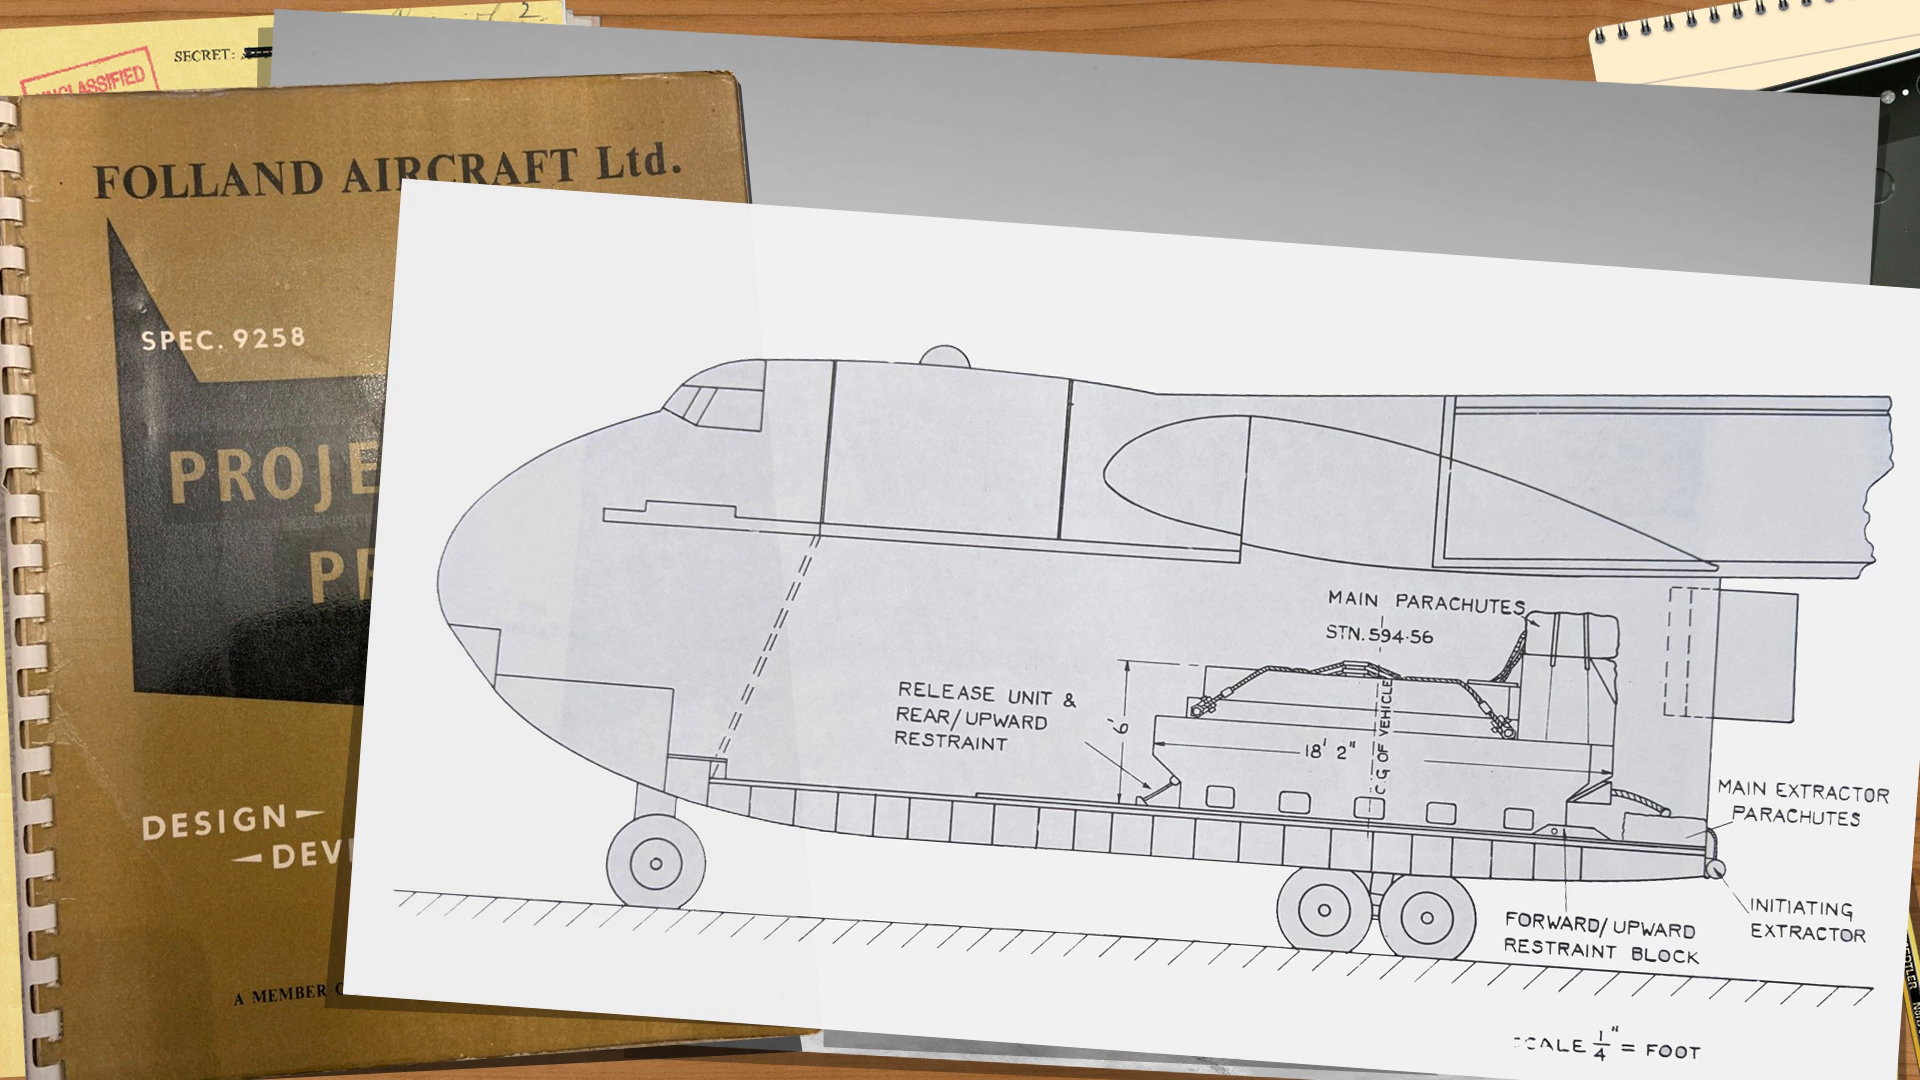 SECRET:
UNCLASSIFIED
FOLLAND AIRCRAFT Ltd.
SPEC. 9258
PROJE
PR
DESIGN
DEVE
A MEMBER O
MAIN PARACHUTES
STN. 594·56
RELEASE UNIT &
REAR/UPWARD
RESTRAINT
6'
18' 2"
C G OF VEHICLE
MAIN EXTRACTOR
PARACHUTES
INITIATING
EXTRACTOR
FORWARD/UPWARD
RESTRAINT BLOCK
SCALE 1/4" = FOOT